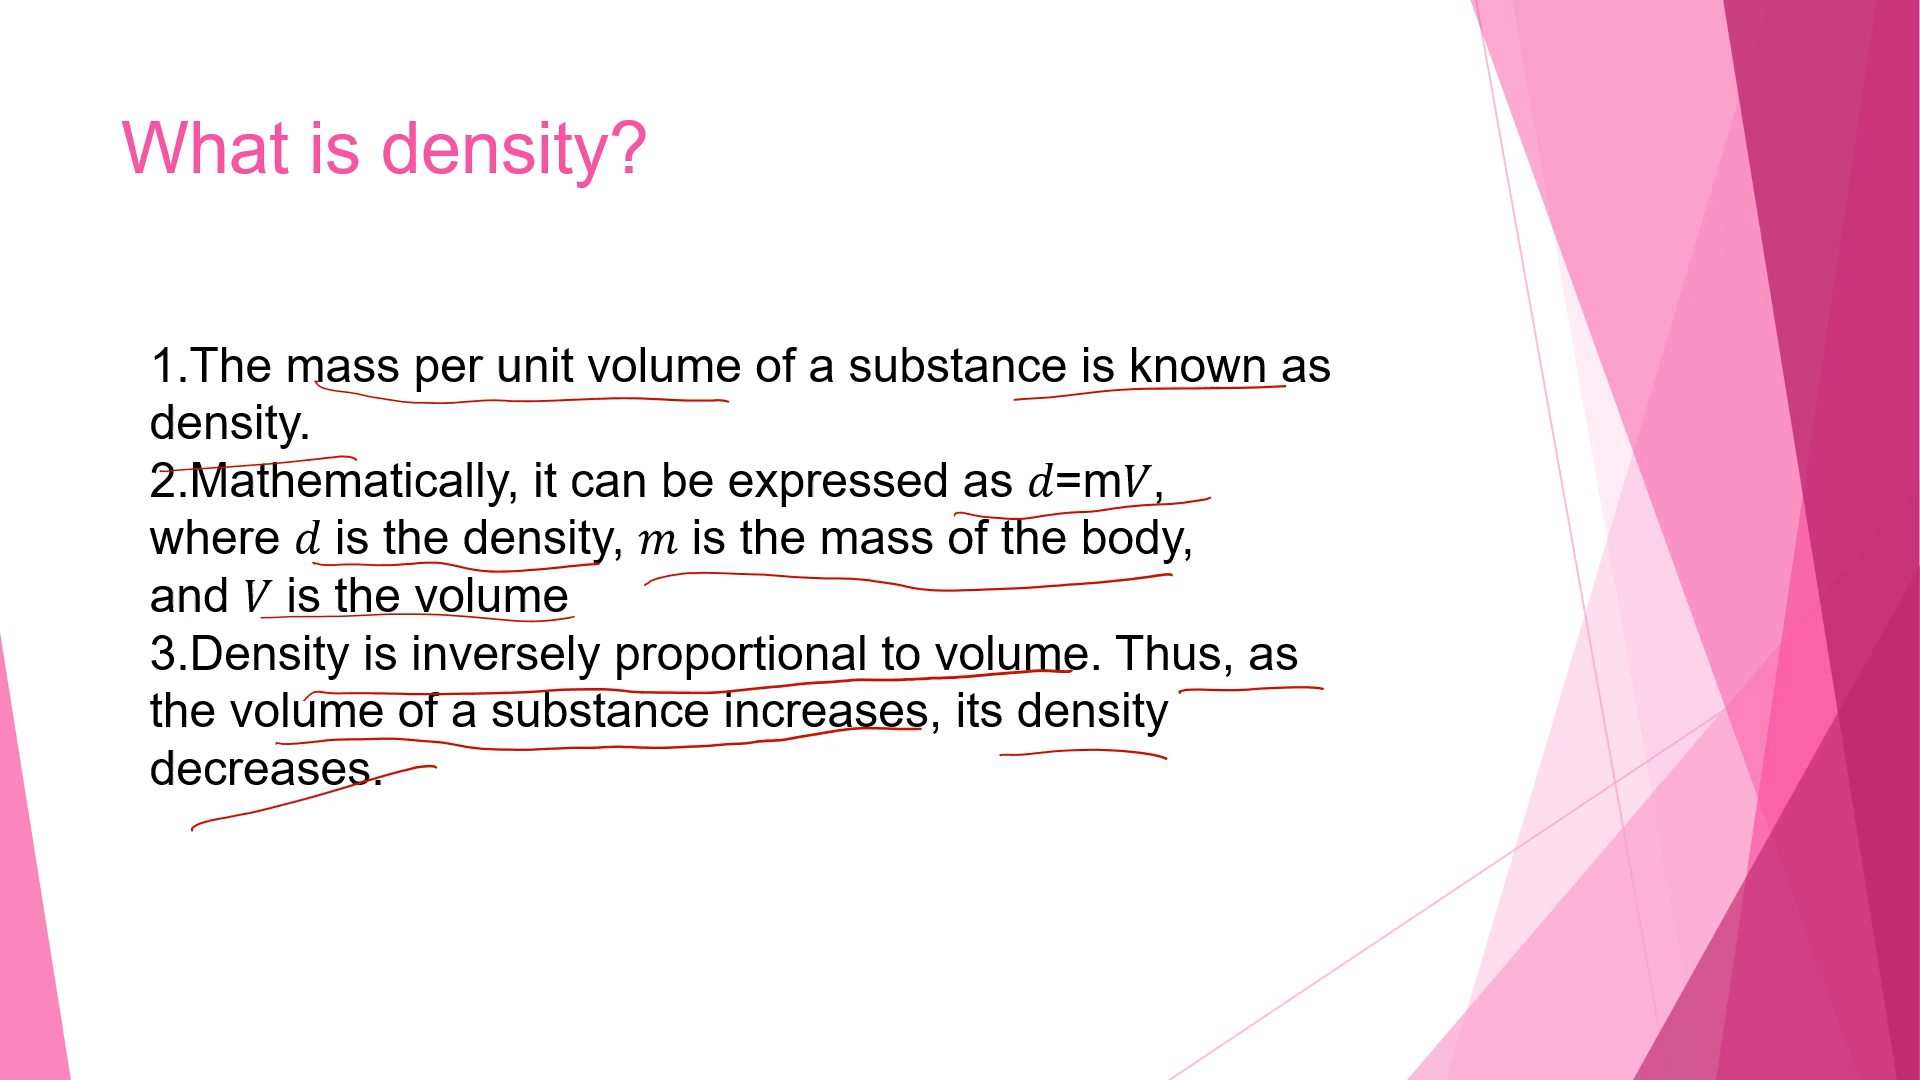 What is density?
1.The mass per unit volume of a substance is known as
density.
2.Mathematically, it can be expressed as 𝑑=m𝑉,
where 𝑑 is the density, 𝑚 is the mass of the body,
and 𝑉 is the volume
3.Density is inversely proportional to volume. Thus, as
the volume of a substance increases, its density
decreases.